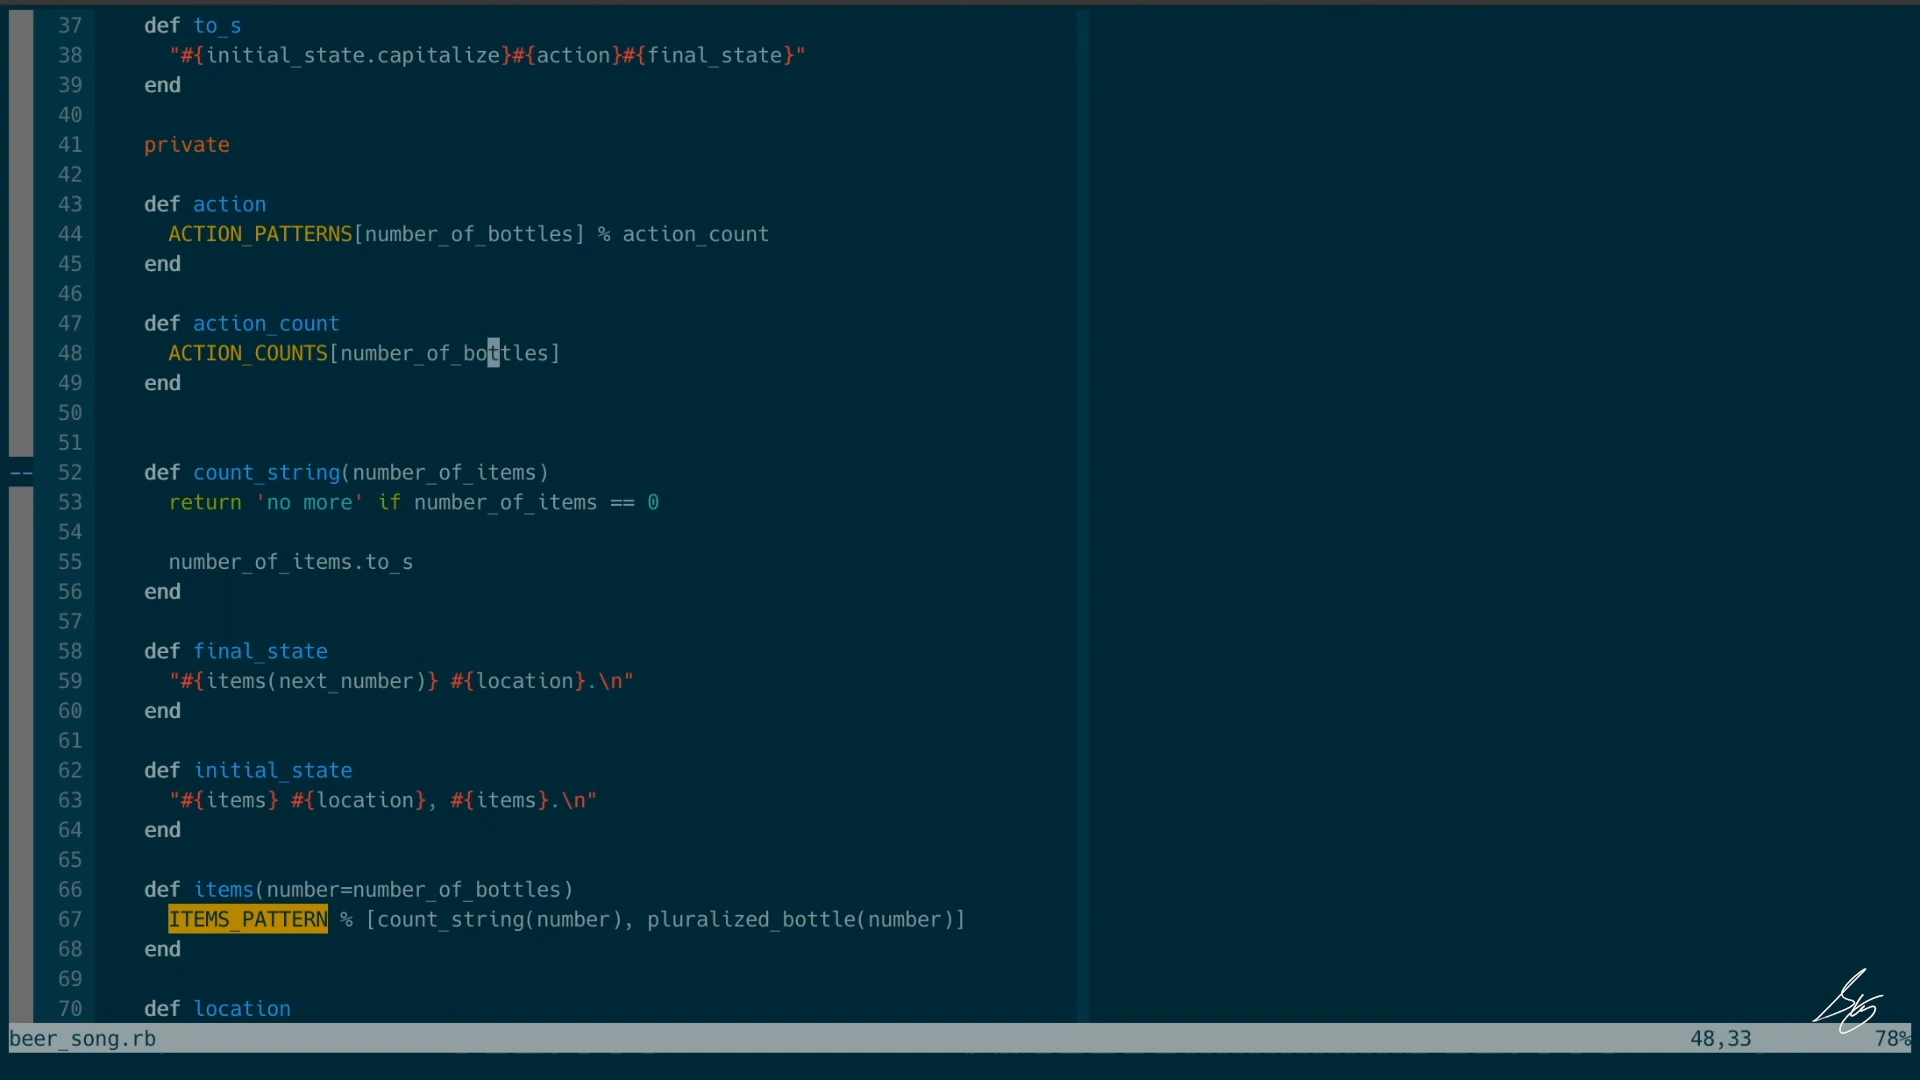 37 def to_s
38 "#{initial_state.capitalize}#{action}#{final_state}"
39 end
40
41 private
42
43 def action
44 ACTION_PATTERNS[number_of_bottles] % action_count
45 end
46
47 def action_count
48 ACTION_COUNTS[number_of_bottles]
49 end
50
51
-- 52 def count_string(number_of_items)
53 return 'no more' if number_of_items == 0
54
55 number_of_items.to_s
56 end
57
58 def final_state
59 "#{items(next_number)} #{location}.\n"
60 end
61
62 def initial_state
63 "#{items} #{location}, #{items}.\n"
64 end
65
66 def items(number=number_of_bottles)
67 ITEMS_PATTERN % [count_string(number), pluralized_bottle(number)]
68 end
69
70 def location
beer_song.rb 48,33 78%